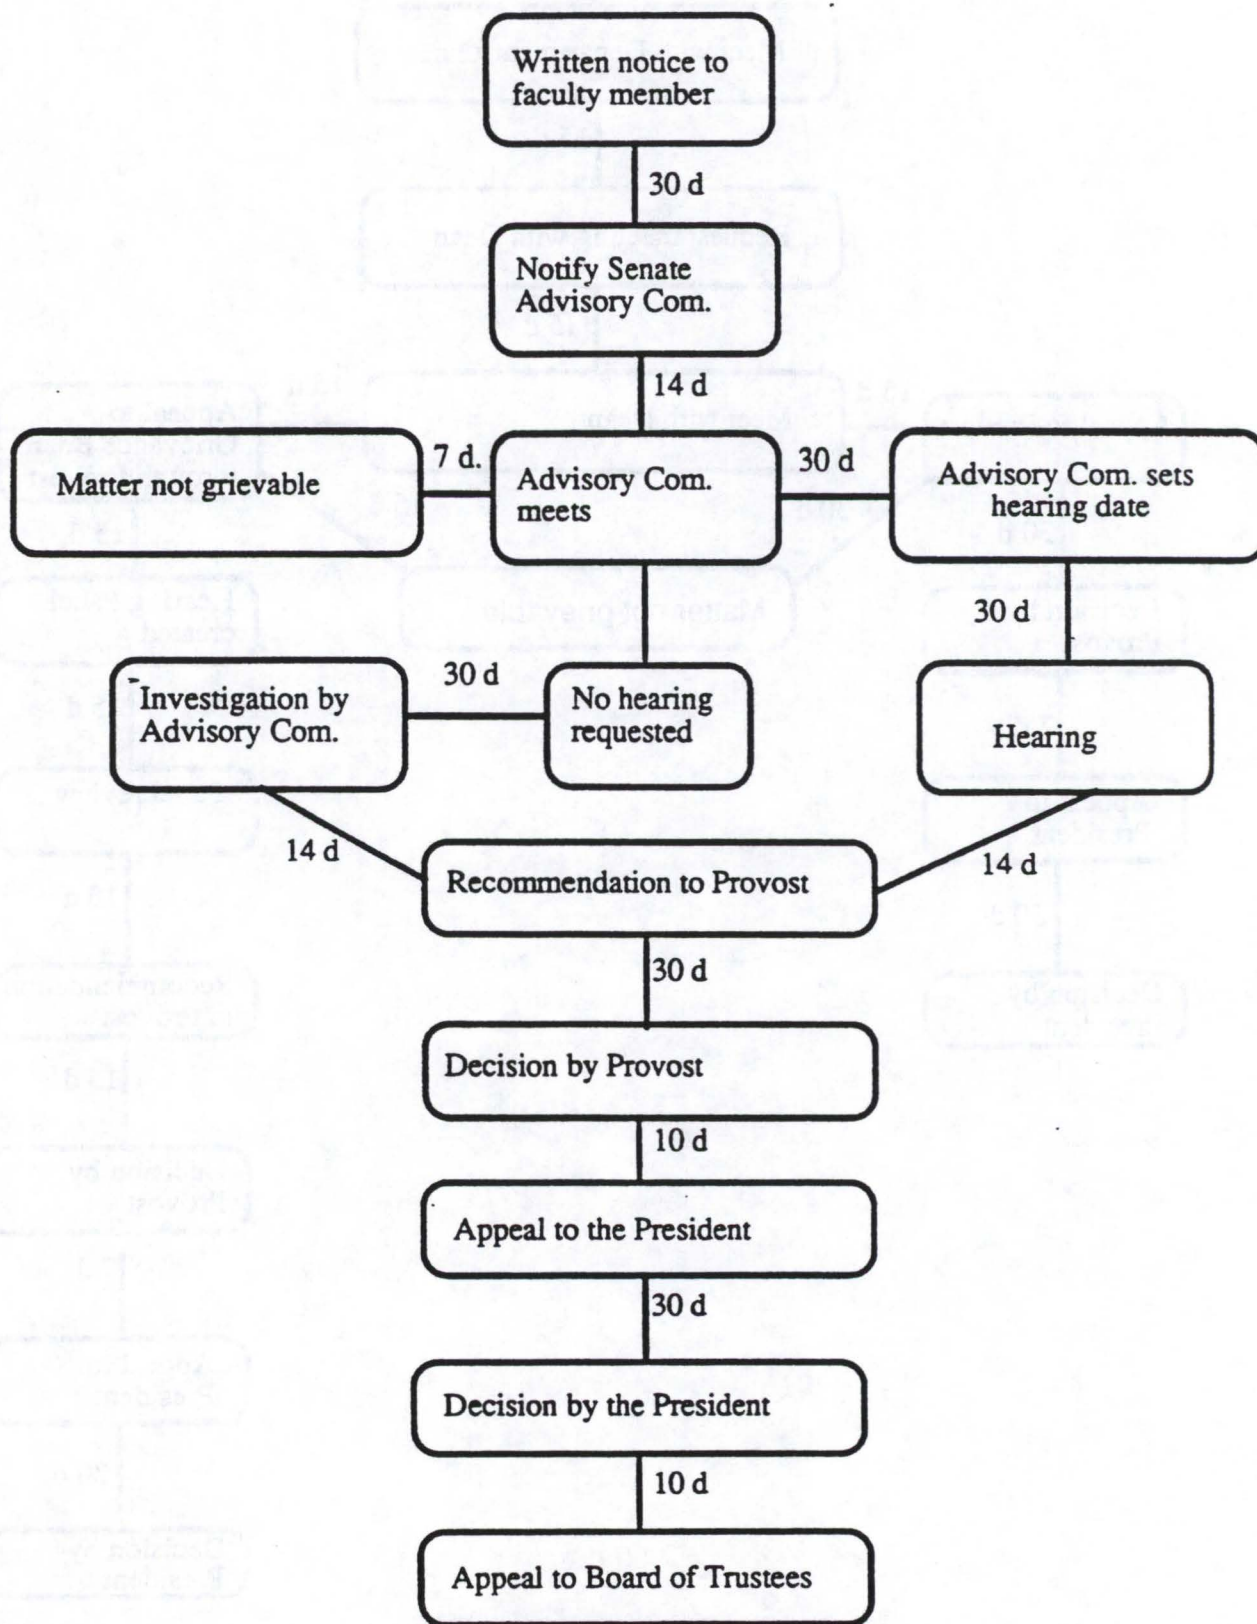 Written notice to
faculty member
30 d
Notify Senate
Advisory Com.
14 d
Matter not grievable
7 d.
Advisory Com.
meets
30 d
Advisory Com. sets
hearing date
30 d
Investigation by
Advisory Com.
30 d
No hearing
requested
Hearing
14 d
Recommendation to Provost
14 d
30 d
Decision by Provost
10 d
Appeal to the President
30 d
Decision by the President
10 d
Appeal to Board of Trustees